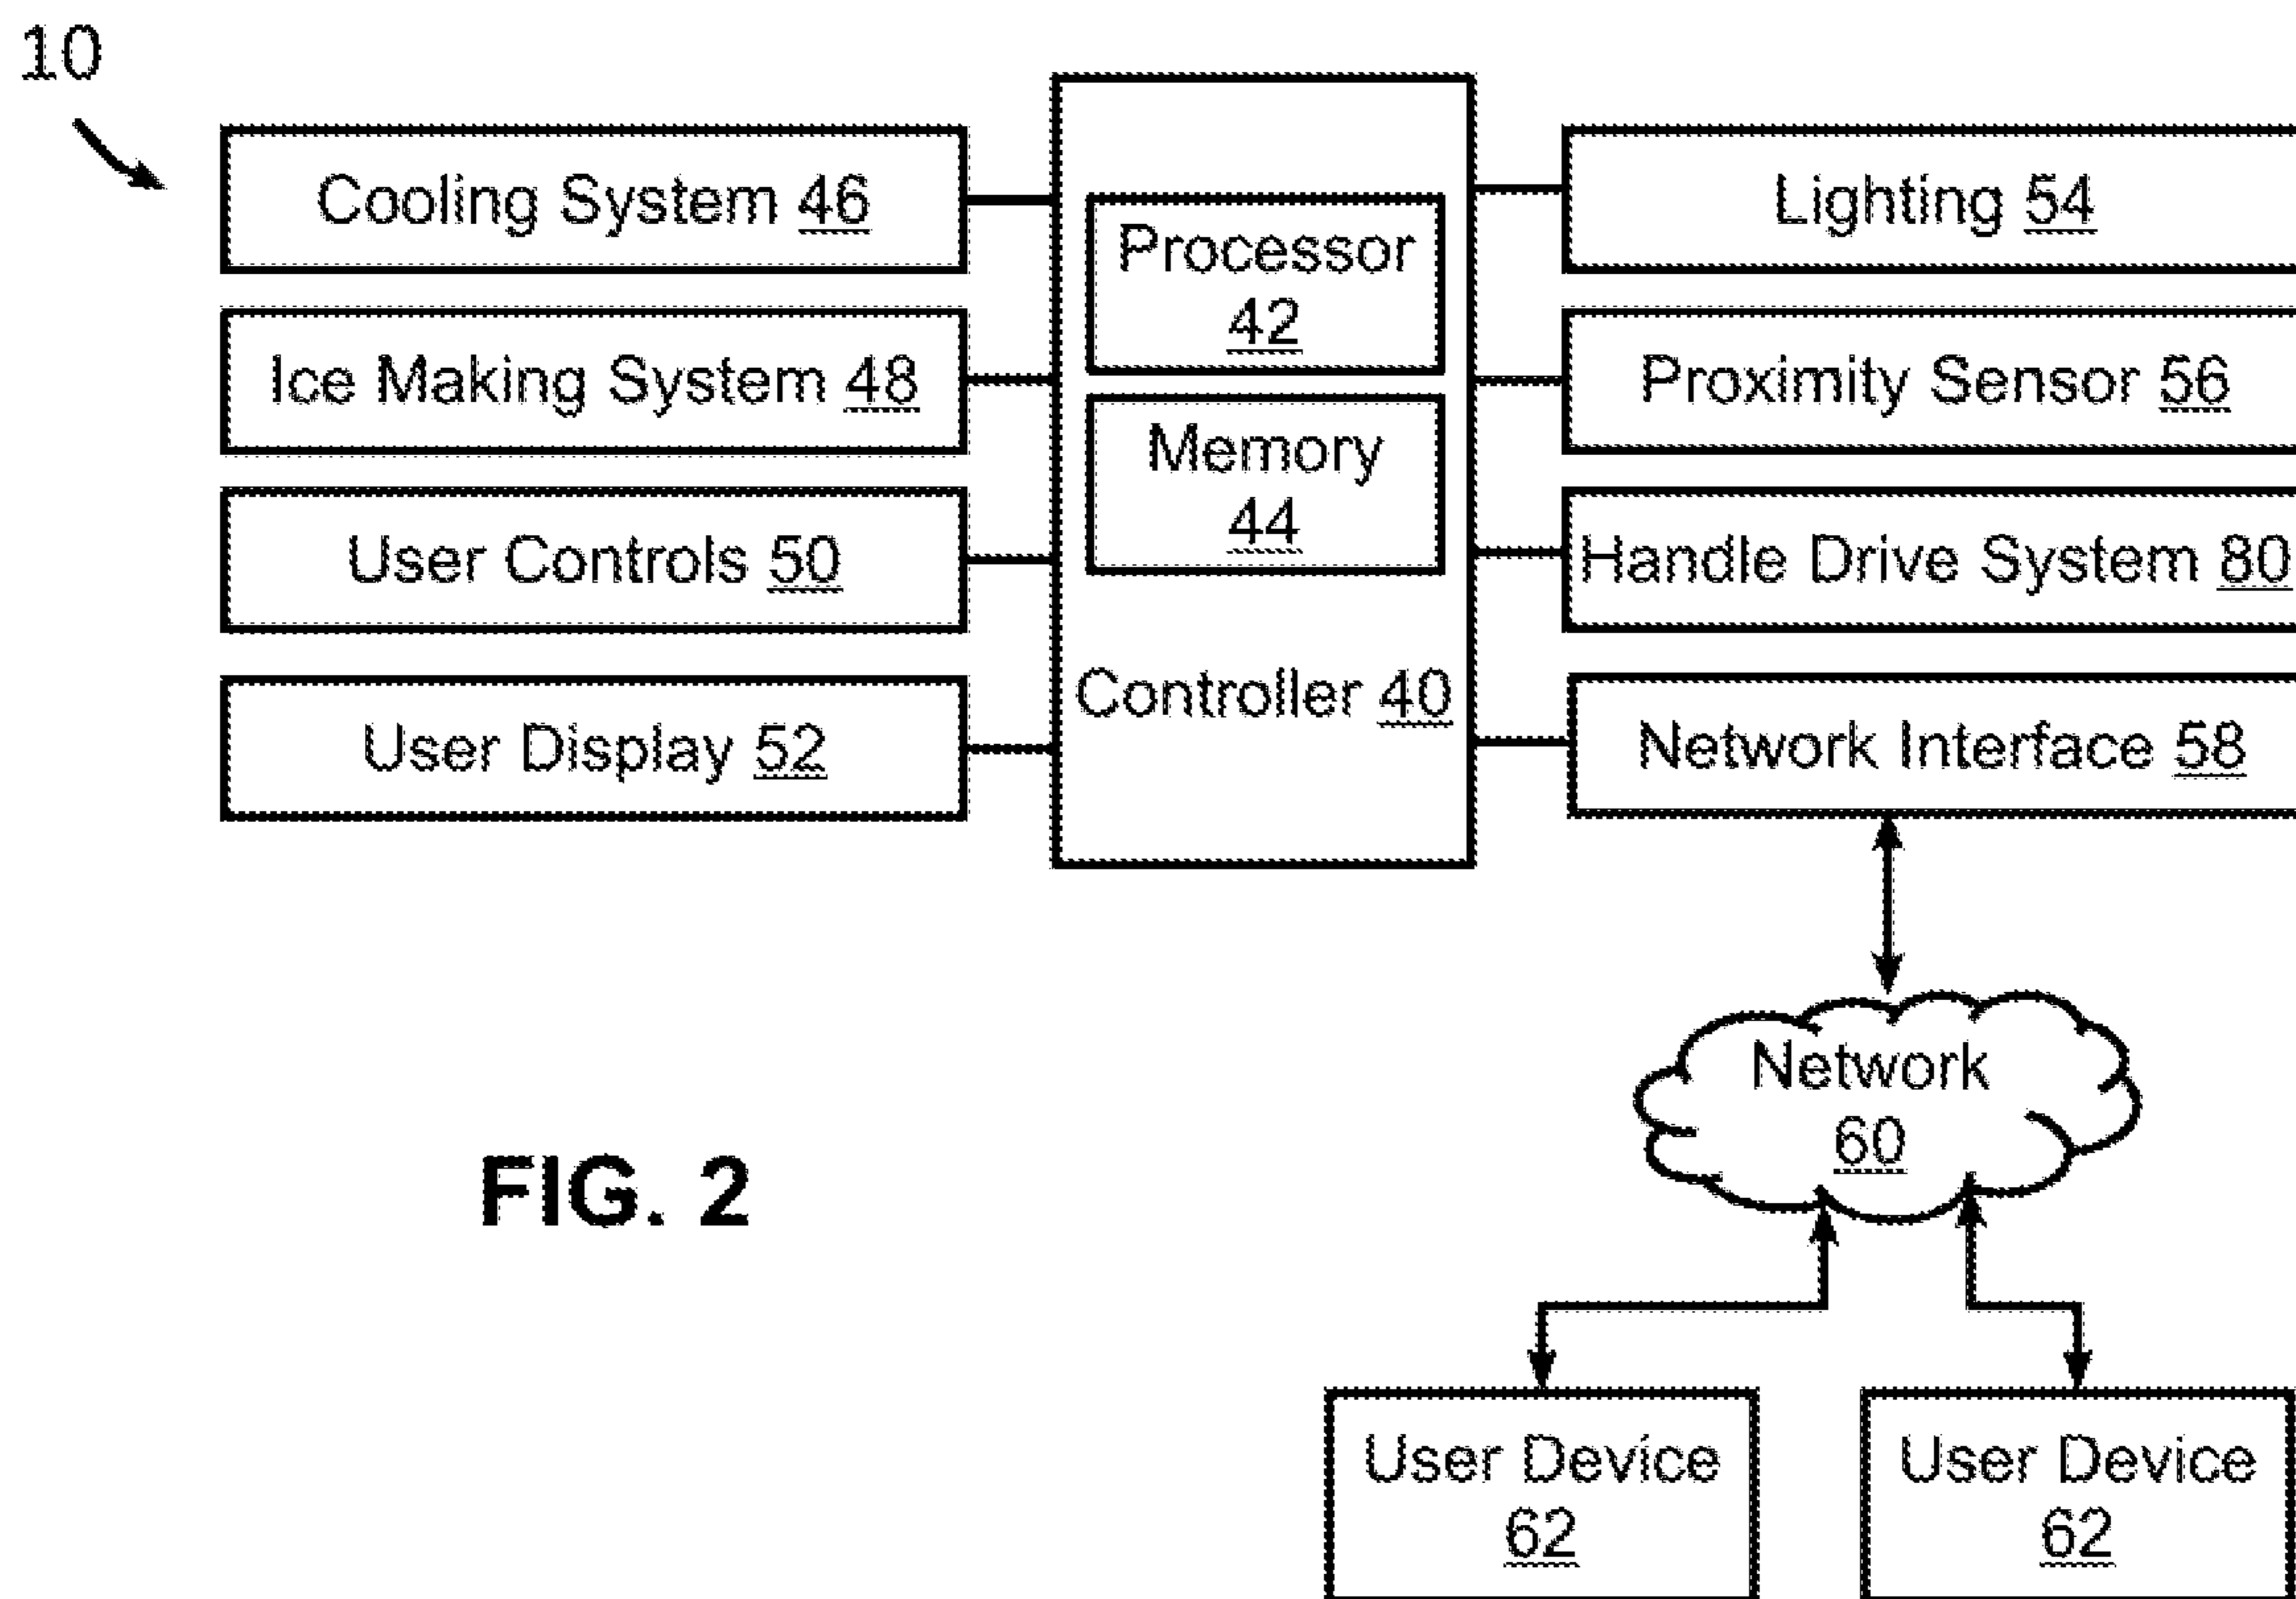 10
Cooling System 46
Ice Making System 48
User Controls 50
User Display 52
Processor
42
Memory
44
Controller 40
Lighting 54
Proximity Sensor 56
Handle Drive System 80
Network Interface 58
Network
60
FIG. 2
User Device
62
User Device
62